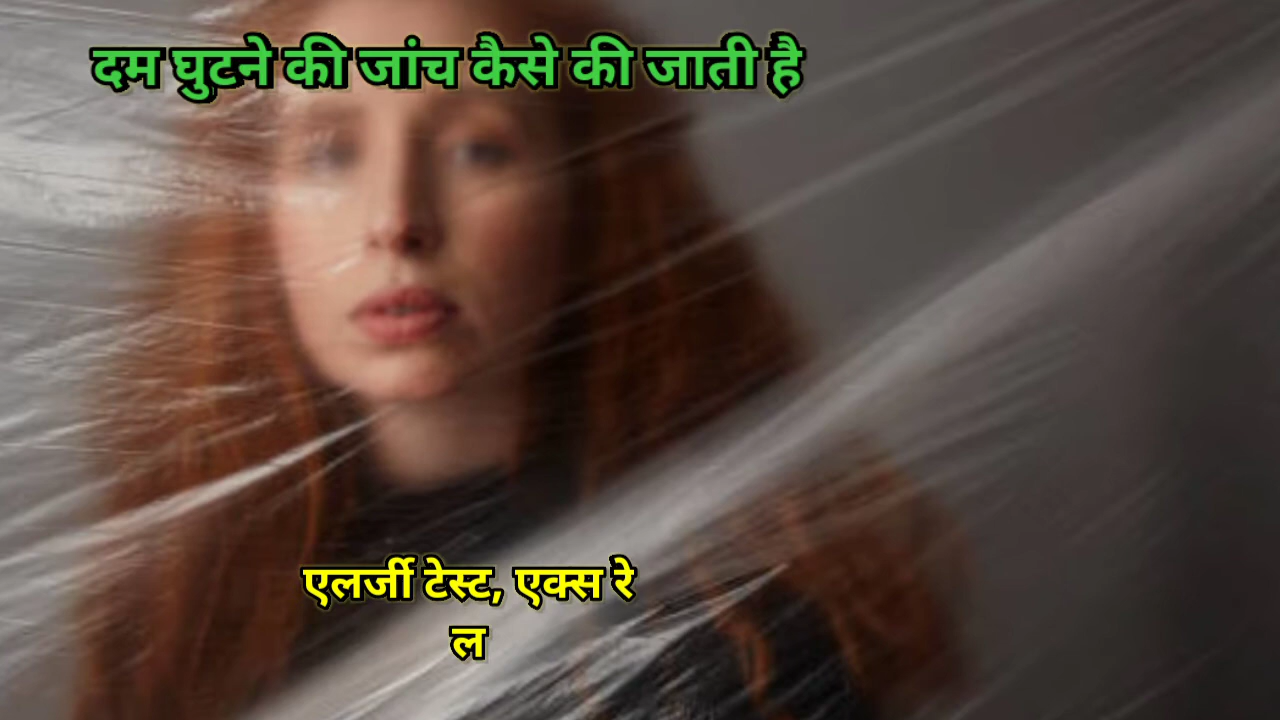 दम घुटने की जांच कैसे की जाती है
एलर्जी टेस्ट, एक्स रे
ल